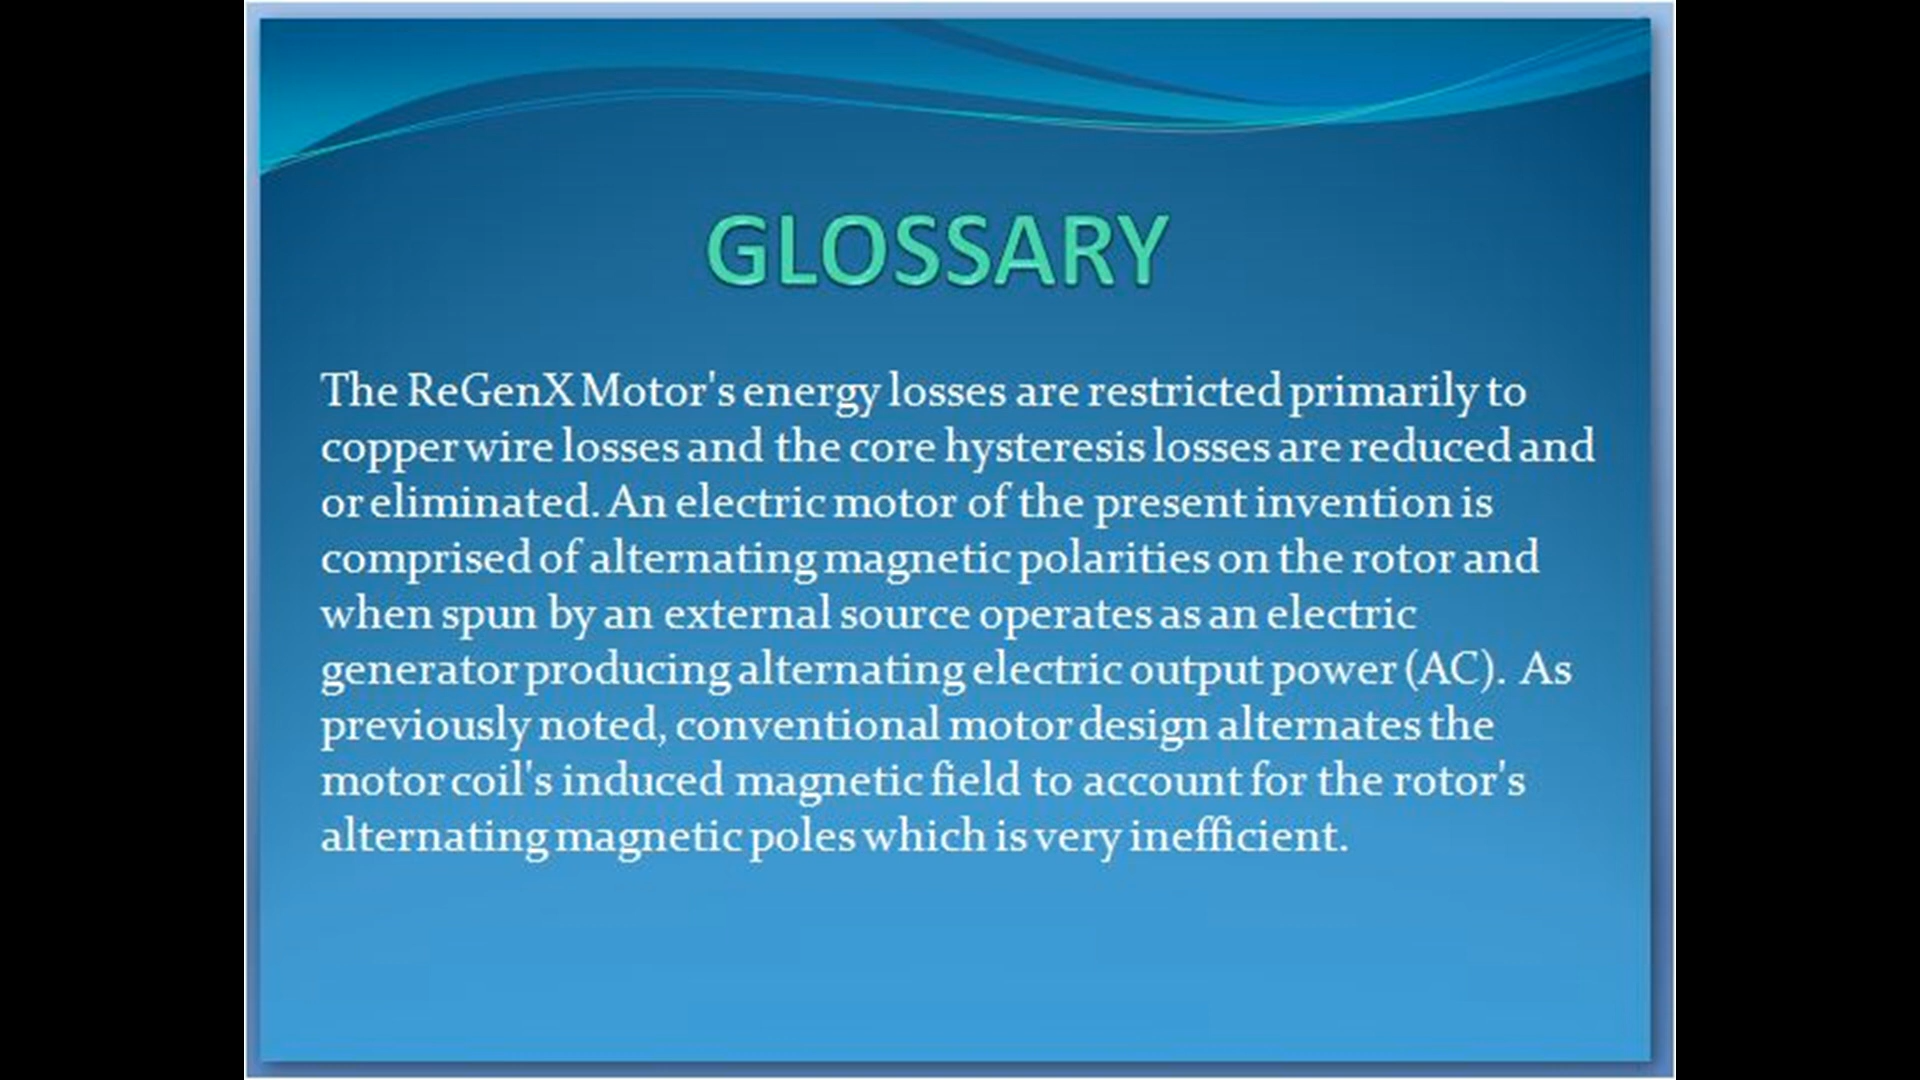 GLOSSARY
The ReGenX Motor's energy losses are restricted primarily to
copper wire losses and the core hysteresis losses are reduced and
or eliminated. An electric motor of the present invention is
comprised of alternating magnetic polarities on the rotor and
when spun by an external source operates as an electric
generator producing alternating electric output power (AC). As
previously noted, conventional motor design alternates the
motor coil's induced magnetic field to account for the rotor's
alternating magnetic poles which is very inefficient.